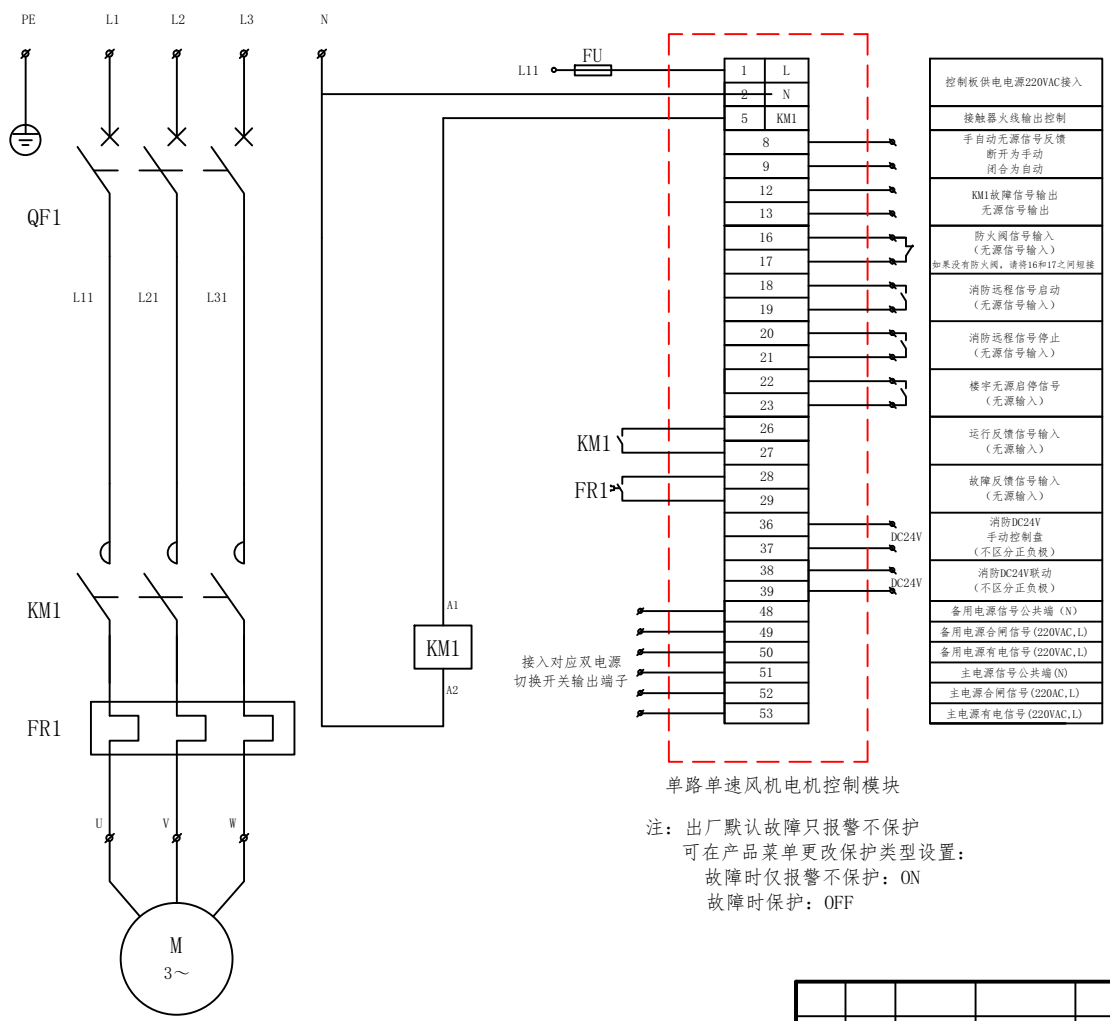 PE L1 L2 L3 N
QF1
L11 L21 L31
KM1
FR1
U V W
M
3～
L11 FU
KM1
A1
A2
KM1
FR1
接入对应双电源
切换开关输出端子
1 L
2 N
5 KM1
8
9
12
13
16
17
18
19
20
21
22
23
26
27
28
29
36
37
38
39
48
49
50
51
52
53
DC24V
DC24V
控制板供电电源220VAC接入
接触器火线输出控制
手自动无源信号反馈
断开为手动
闭合为自动
KM1故障信号输出
无源信号输出
防火阀信号输入
（无源信号输入）
如果没有防火阀，请将16和17之间短接
消防远程信号启动
（无源信号输入）
消防远程信号停止
（无源信号输入）
楼宇无源启停信号
（无源输入）
运行反馈信号输入
（无源输入）
故障反馈信号输入
（无源输入）
消防DC24V
手动控制盘
（不区分正负极）
消防DC24V联动
（不区分正负极）
备用电源信号公共端（N）
备用电源合闸信号(220VAC,L)
备用电源有电信号(220VAC,L)
主电源信号公共端(N)
主电源合闸信号(220AC,L)
主电源有电信号(220VAC,L)
单路单速风机电机控制模块
注：出厂默认故障只报警不保护
可在产品菜单更改保护类型设置：
故障时仅报警不保护：ON
故障时保护：OFF